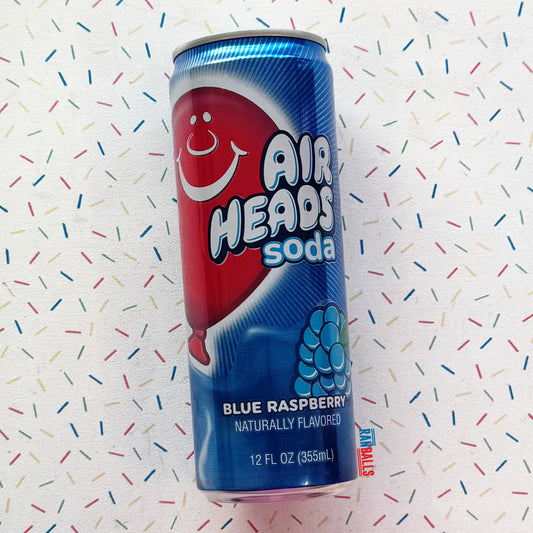 AIR
HEADS
soda
BLUE RASPBERRY
NATURALLY FLAVORED
12 FL OZ (355mL)
RANBALLS